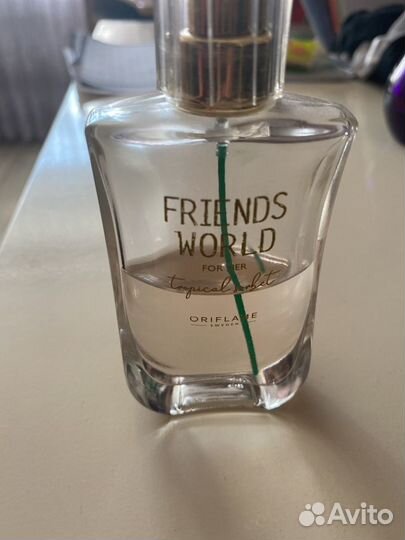 FRIENDS
WORLD
FOR HER
tropical sorbet
ORIFLAME
SWEDEN
Avito